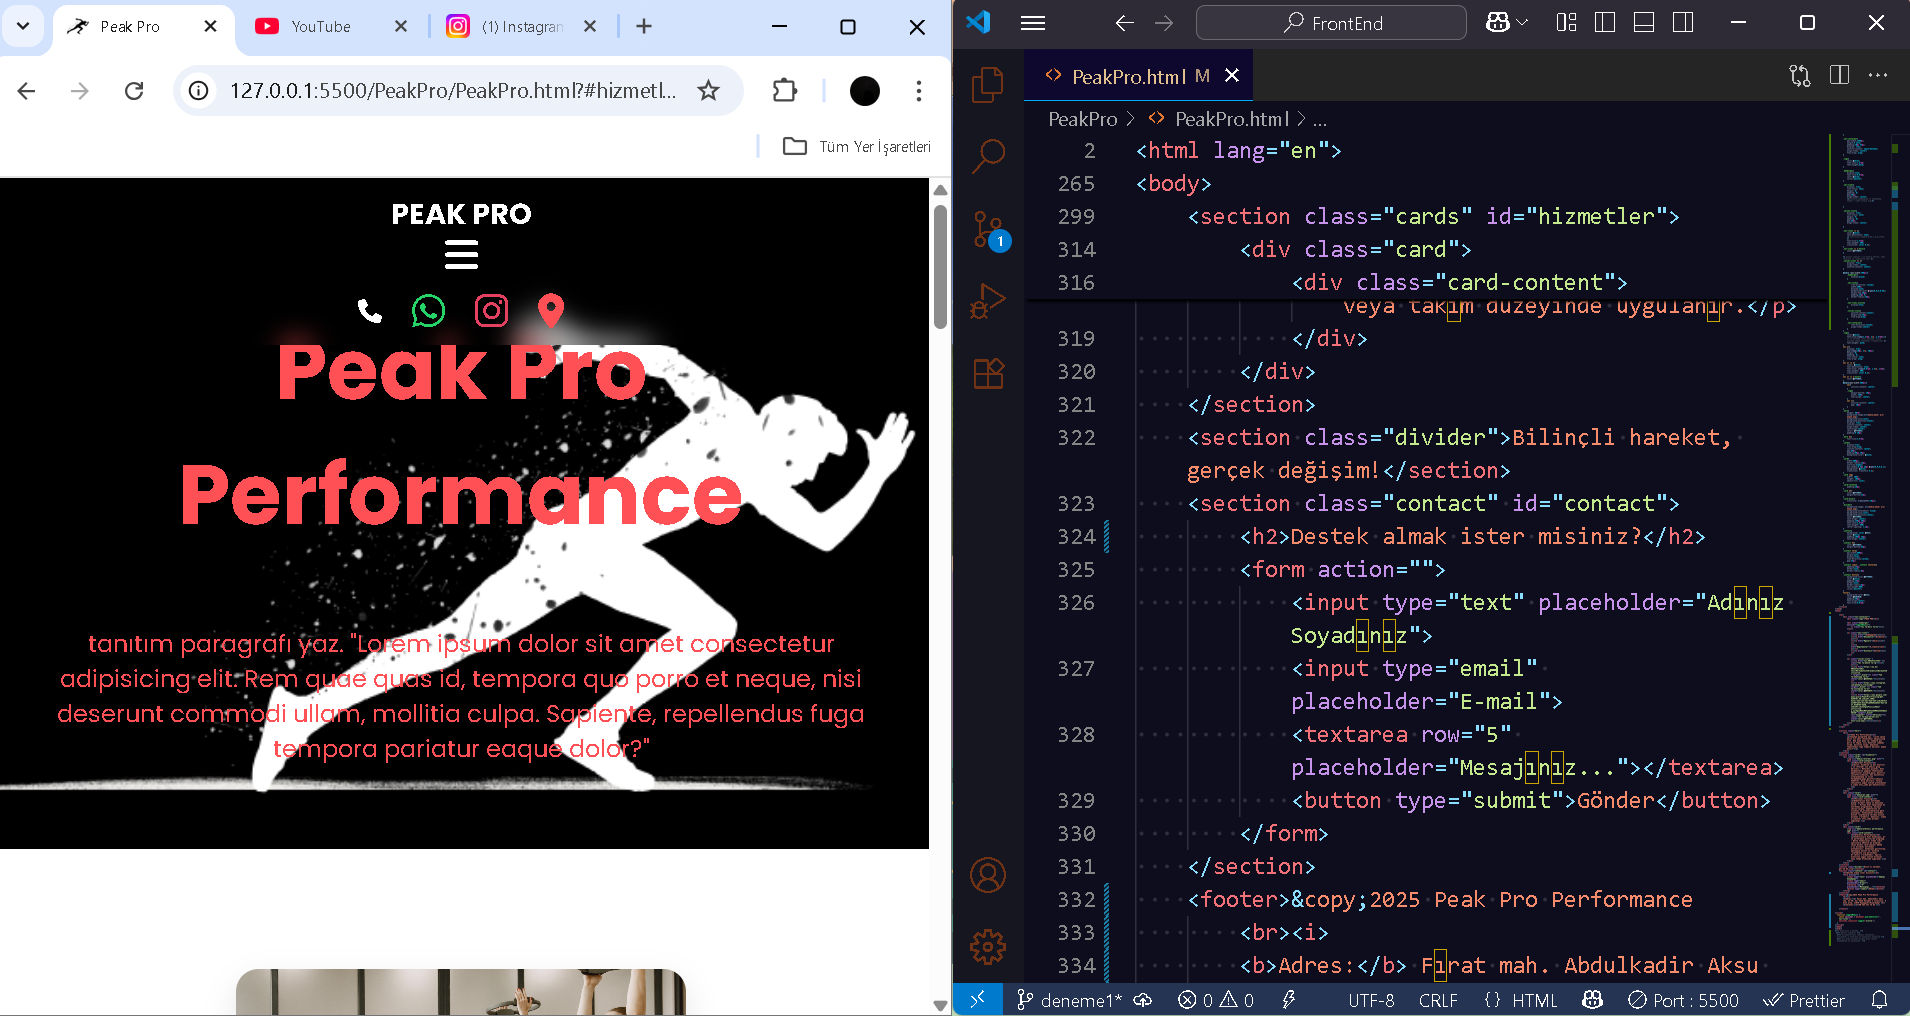 Peak Pro
YouTube
(1) Instagram
127.0.0.1:5500/PeakPro/PeakPro.html?#hizmetl...
Tüm Yer İşaretleri
PEAK PRO
Peak Pro
Performance
tanıtım paragrafı yaz. "Lorem ipsum dolor sit amet consectetur
adipisicing elit. Rem quae quas id, tempora quo porro et neque, nisi
deserunt commodi ullam, mollitia culpa. Sapiente, repellendus fuga
tempora pariatur eaque dolor?"
FrontEnd
PeakPro.html M
PeakPro > PeakPro.html > ...
2 <html lang="en">
265 <body>
299 <section class="cards" id="hizmetler">
314 <div class="card">
316 <div class="card-content">
veya takım düzeyinde uygulanır.</p>
319 </div>
320 </div>
321 </section>
322 <section class="divider">Bilinçli hareket,
gerçek değişim!</section>
323 <section class="contact" id="contact">
324 <h2>Destek almak ister misiniz?</h2>
325 <form action="">
326 <input type="text" placeholder="Adınız
Soyadınız">
327 <input type="email"
placeholder="E-mail">
328 <textarea row="5"
placeholder="Mesajınız..."></textarea>
329 <button type="submit">Gönder</button>
330 </form>
331 </section>
332 <footer>&copy;2025 Peak Pro Performance
333 <br><i>
334 <b>Adres:</b> Fırat mah. Abdulkadir Aksu
1
deneme1* 0 0 UTF-8 CRLF {} HTML Port : 5500 Prettier